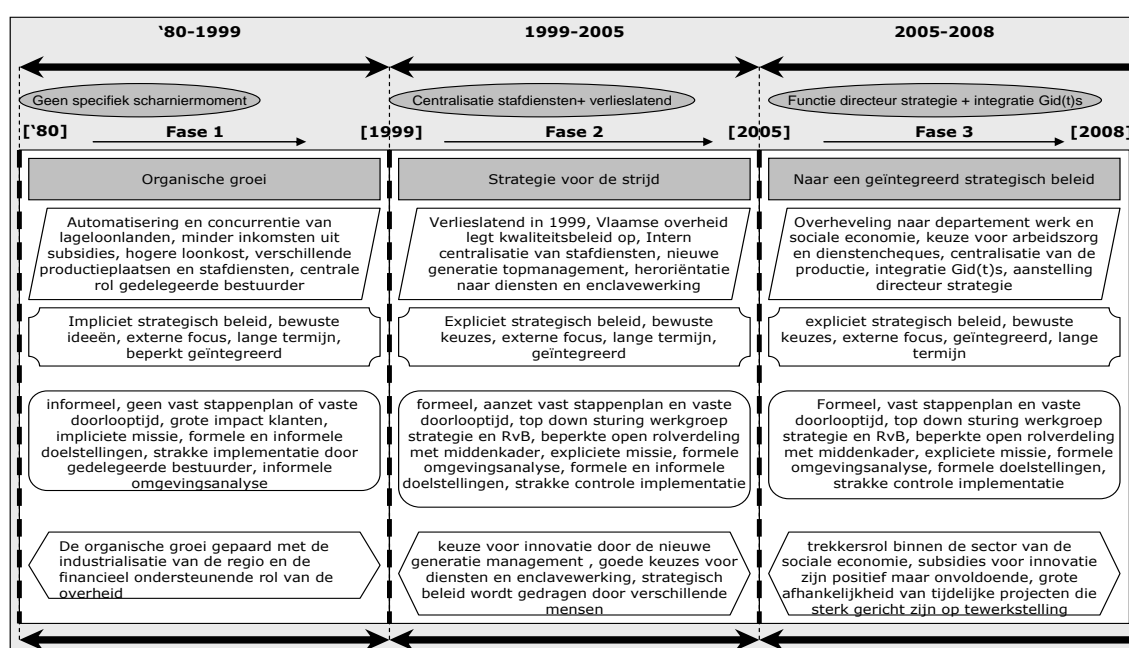 ‘80-1999
1999-2005
2005-2008
Geen specifiek scharniermoment
Centralisatie stafdiensten+ verlieslatend
Functie directeur strategie + integratie Gid(t)s
[‘80]
Fase 1
[1999]
Fase 2
[2005]
Fase 3
[2008]
Organische groei
Strategie voor de strijd
Naar een geïntegreerd strategisch beleid
Automatisering en concurrentie van
lageloonlanden, minder inkomsten uit
subsidies, hogere loonkost, verschillende
productieplaatsen en stafdiensten, centrale
rol gedelegeerde bestuurder
Verlieslatend in 1999, Vlaamse overheid
legt kwaliteitsbeleid op, Intern
centralisatie van stafdiensten, nieuwe
generatie topmanagement, heroriëntatie
naar diensten en enclavewerking
Overheveling naar departement werk en
sociale economie, keuze voor arbeidszorg
en dienstencheques, centralisatie van de
productie, integratie Gid(t)s, aanstelling
directeur strategie
Impliciet strategisch beleid, bewuste
ideeën, externe focus, lange termijn,
beperkt geïntegreerd
Expliciet strategisch beleid, bewuste
keuzes, externe focus, lange termijn,
geïntegreerd
expliciet strategisch beleid, bewuste
keuzes, externe focus, geïntegreerd, lange
termijn
informeel, geen vast stappenplan of vaste
doorlooptijd, grote impact klanten,
impliciete missie, formele en informele
doelstellingen, strakke implementatie door
gedelegeerde bestuurder, informele
omgevingsanalyse
formeel, aanzet vast stappenplan en vaste
doorlooptijd, top down sturing werkgroep
strategie en RvB, beperkte open rolverdeling
met middenkader, expliciete missie, formele
omgevingsanalyse, formele en informele
doelstellingen, strakke controle implementatie
Formeel, vast stappenplan en vaste
doorlooptijd, top down sturing werkgroep
strategie en RvB, beperkte open rolverdeling
met middenkader, expliciete missie, formele
omgevingsanalyse, formele doelstellingen,
strakke controle implementatie
De organische groei gepaard met de
industrialisatie van de regio en de
financieel ondersteunende rol van de
overheid
keuze voor innovatie door de nieuwe
generatie management , goede keuzes voor
diensten en enclavewerking, strategisch
beleid wordt gedragen door verschillende
mensen
trekkersrol binnen de sector van de
sociale economie, subsidies voor innovatie
zijn positief maar onvoldoende, grote
afhankelijkheid van tijdelijke projecten die
sterk gericht zijn op tewerkstelling